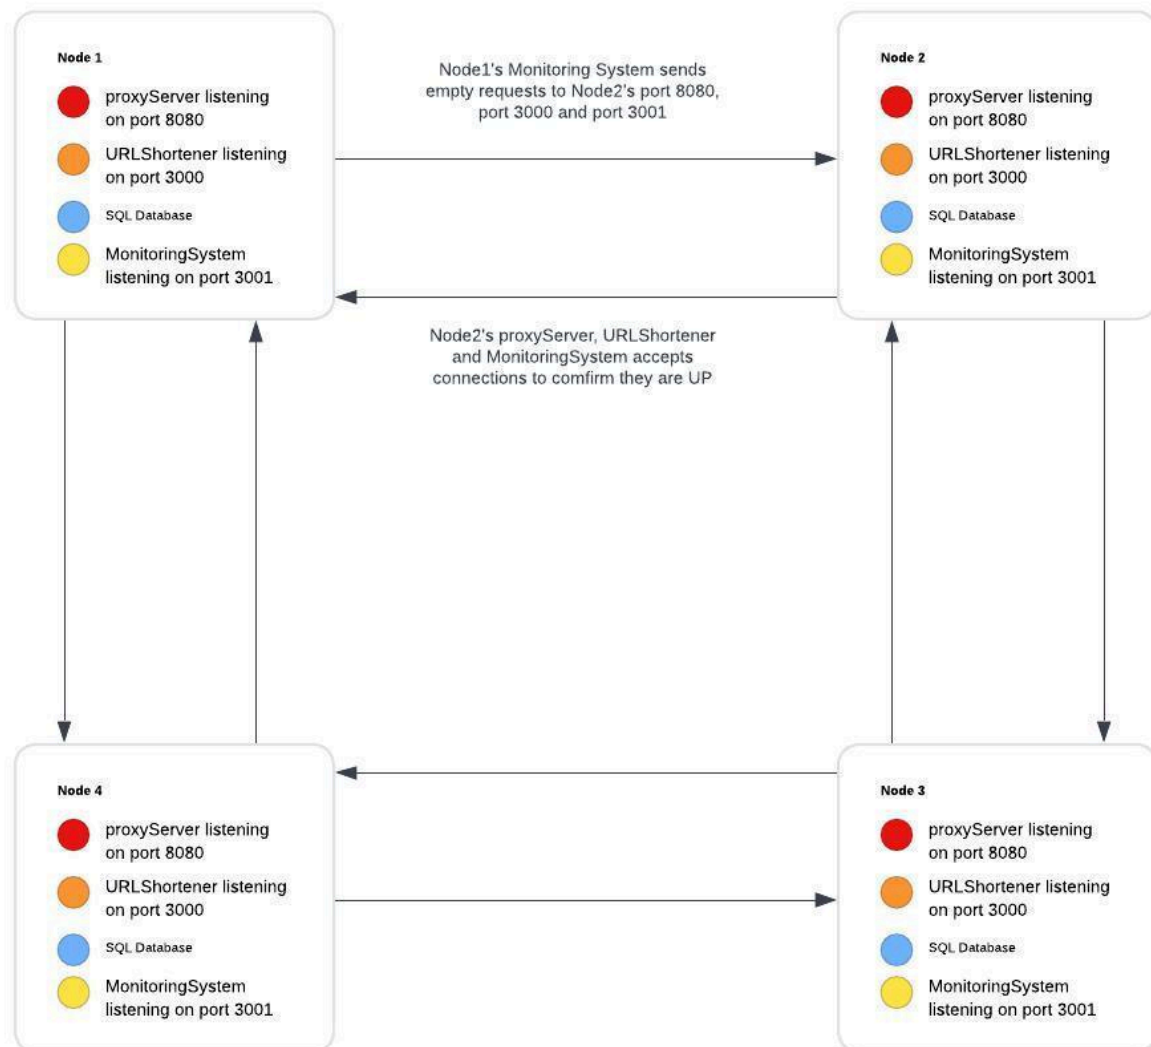 Node 1
proxyServer listening
on port 8080
URLShortener listening
on port 3000
SQL Database
MonitoringSystem
listening on port 3001
Node1's Monitoring System sends
empty requests to Node2's port 8080,
port 3000 and port 3001
Node 2
proxyServer listening
on port 8080
URLShortener listening
on port 3000
SQL Database
MonitoringSystem
listening on port 3001
Node2's proxyServer, URLShortener
and MonitoringSystem accepts
connections to comfirm they are UP
Node 4
proxyServer listening
on port 8080
URLShortener listening
on port 3000
SQL Database
MonitoringSystem
listening on port 3001
Node 3
proxyServer listening
on port 8080
URLShortener listening
on port 3000
SQL Database
MonitoringSystem
listening on port 3001